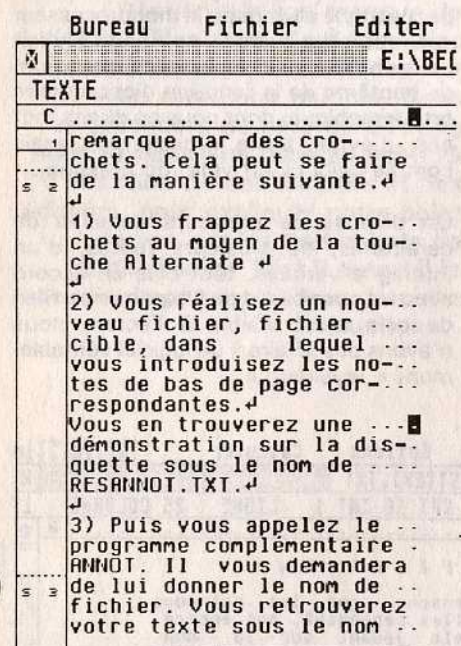 Bureau Fichier Editer
E:\BEC
TEXTE
C
1 remarque par des cro-
chets. Cela peut se faire
s 2 de la manière suivante.↵
↵
1) Vous frappez les cro-
chets au moyen de la tou-
che Alternate ↵
↵
2) Vous réalisez un nou-
veau fichier, fichier
cible, dans lequel
vous introduisez les no-
tes de bas de page cor-
respondantes.↵
Vous en trouverez une
démonstration sur la dis-
quette sous le nom de
RESANNOT.TXT.↵
↵
3) Puis vous appelez le
programme complémentaire
ANNOT. Il vous demandera
s 3 de lui donner le nom de
fichier. Vous retrouverez
votre texte sous le nom